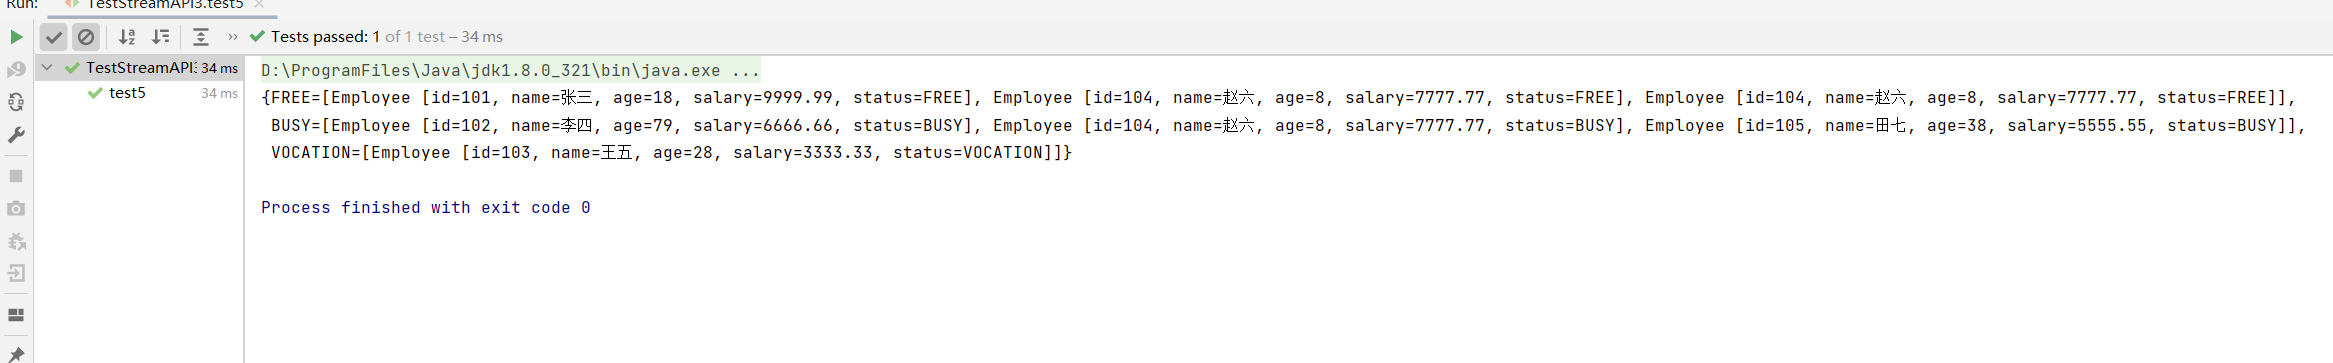 Run: TestStreamAPI3.test5
Tests passed: 1 of 1 test – 34 ms
TestStreamAPI3 34 ms
D:\ProgramFiles\Java\jdk1.8.0_321\bin\java.exe ...
test5 34 ms
{FREE=[Employee [id=101, name=张三, age=18, salary=9999.99, status=FREE], Employee [id=104, name=赵六, age=8, salary=7777.77, status=FREE], Employee [id=104, name=赵六, age=8, salary=7777.77, status=FREE]],
BUSY=[Employee [id=102, name=李四, age=79, salary=6666.66, status=BUSY], Employee [id=104, name=赵六, age=8, salary=7777.77, status=BUSY], Employee [id=105, name=田七, age=38, salary=5555.55, status=BUSY]],
VOCATION=[Employee [id=103, name=王五, age=28, salary=3333.33, status=VOCATION]]}
Process finished with exit code 0